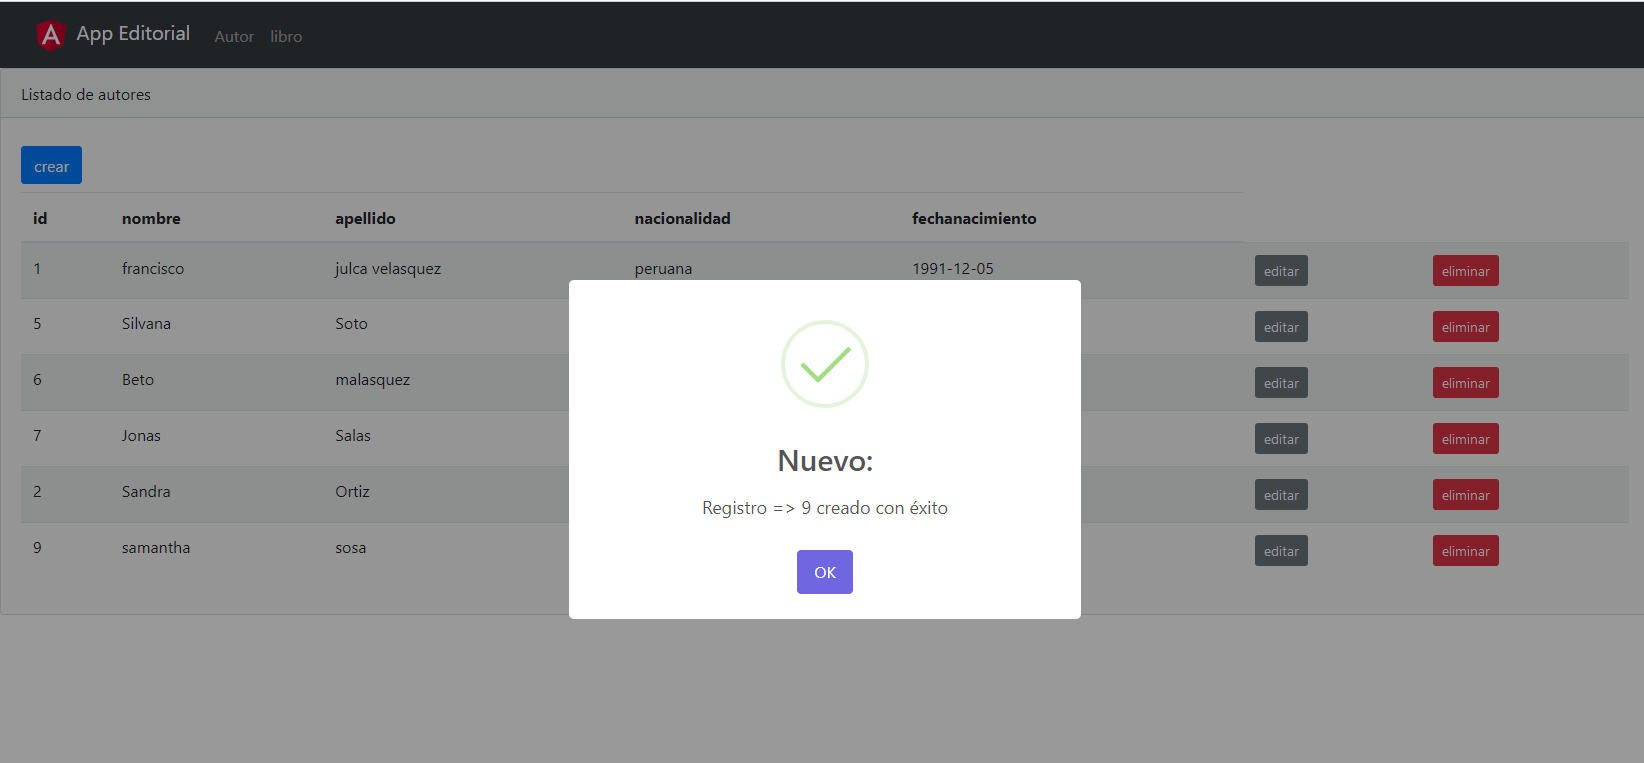 App Editorial Autor libro
Listado de autores
crear
id nombre apellido nacionalidad fechanacimiento
1 francisco julca velasquez peruana 1991-12-05 editar eliminar
5 Silvana Soto editar eliminar
6 Beto malasquez editar eliminar
7 Jonas Salas editar eliminar
2 Sandra Ortiz editar eliminar
9 samantha sosa editar eliminar
Nuevo:
Registro => 9 creado con éxito
OK